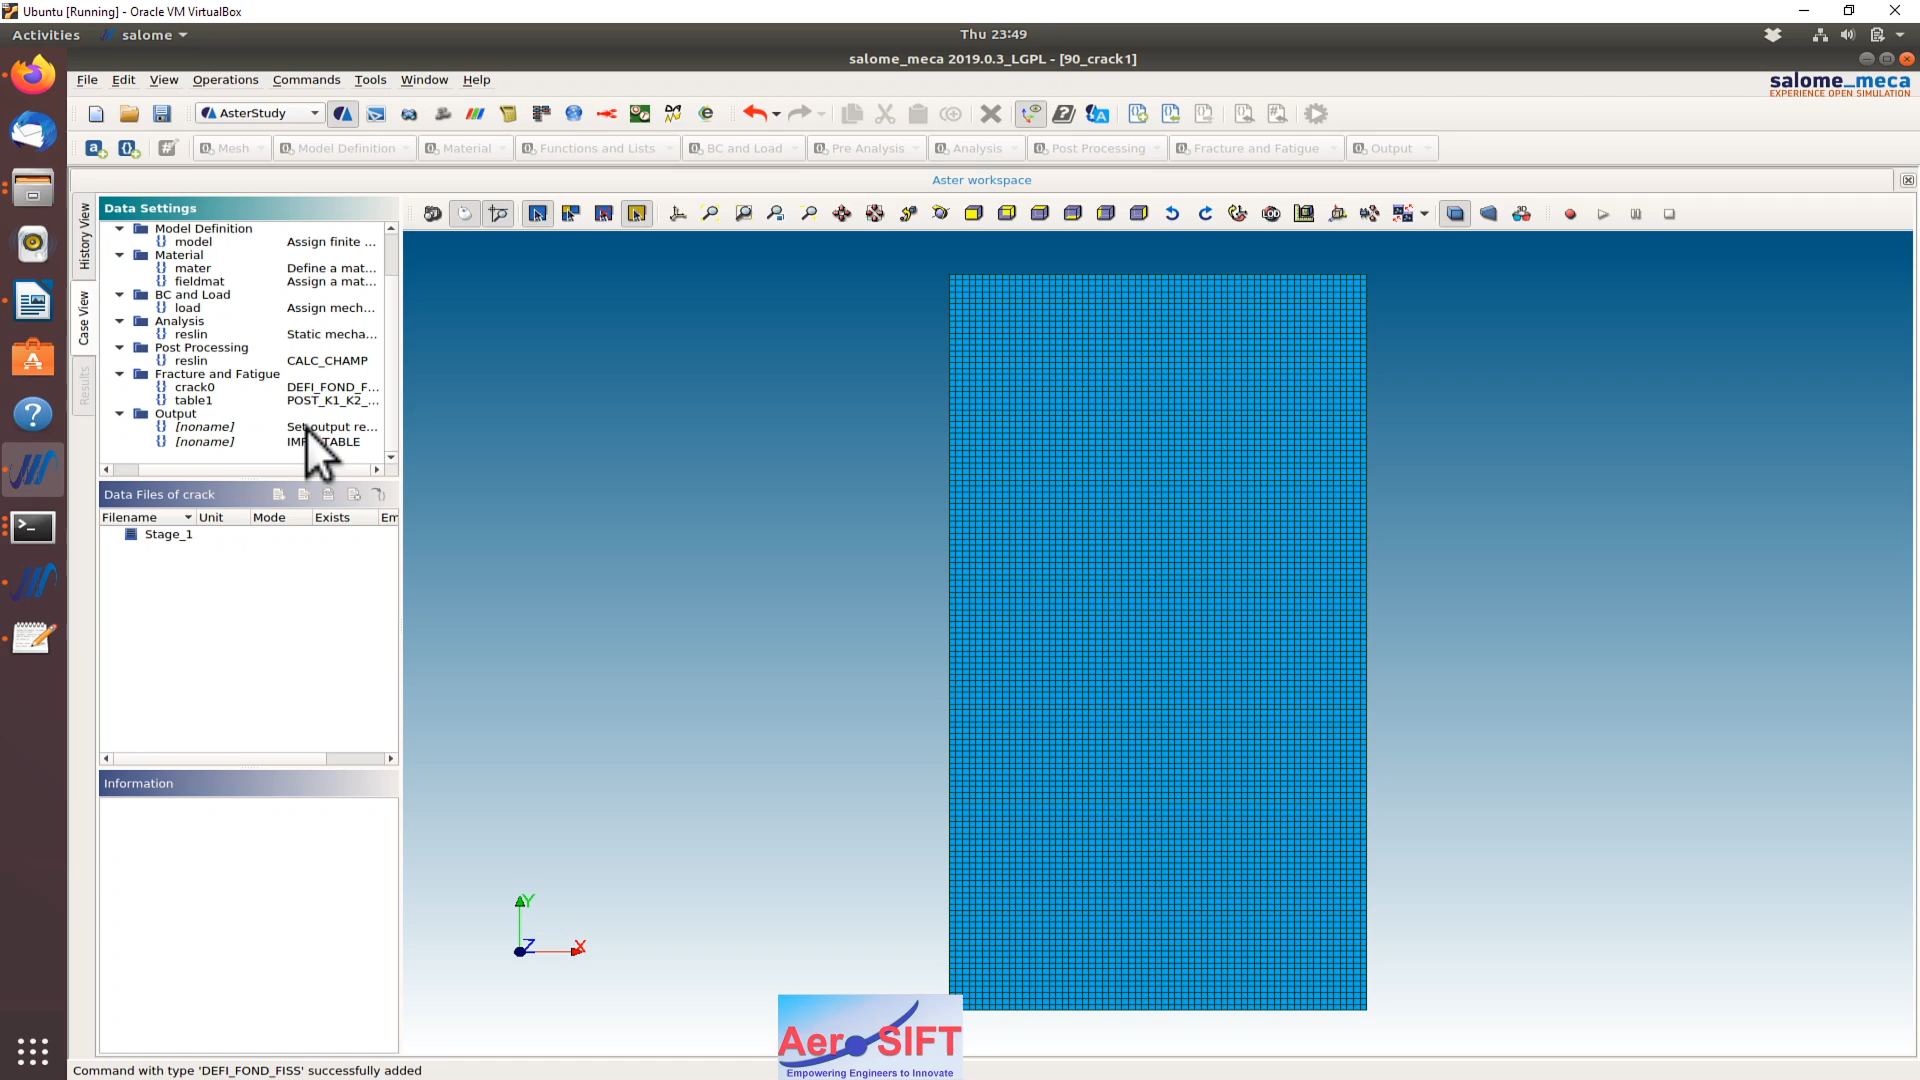 Ubuntu [Running] - Oracle VM VirtualBox
Activities
salome
Thu 23:49
salome_meca 2019.0.3_LGPL - [90_crack1]
File Edit View Operations Commands Tools Window Help
salome_meca
EXPERIENCE OPEN SIMULATION
AsterStudy
Mesh Model Definition Material Functions and Lists BC and Load Pre Analysis Analysis Post Processing Fracture and Fatigue Output
Aster workspace
History View
Case View
Results
Data Settings
Model Definition
model Assign finite ...
Material
mater Define a mat...
fieldmat Assign a mat...
BC and Load
load Assign mech...
Analysis
reslin Static mecha...
Post Processing
reslin CALC_CHAMP
Fracture and Fatigue
crack0 DEFI_FOND_F...
table1 POST_K1_K2_...
Output
[noname] Set output re...
[noname]
Data Files of crack
Filename Unit Mode Exists Em
Stage_1
Information
Y
Z
X
AeroSIFT
Empowering Engineers to Innovate
Command with type 'DEFI_FOND_FISS' successfully added